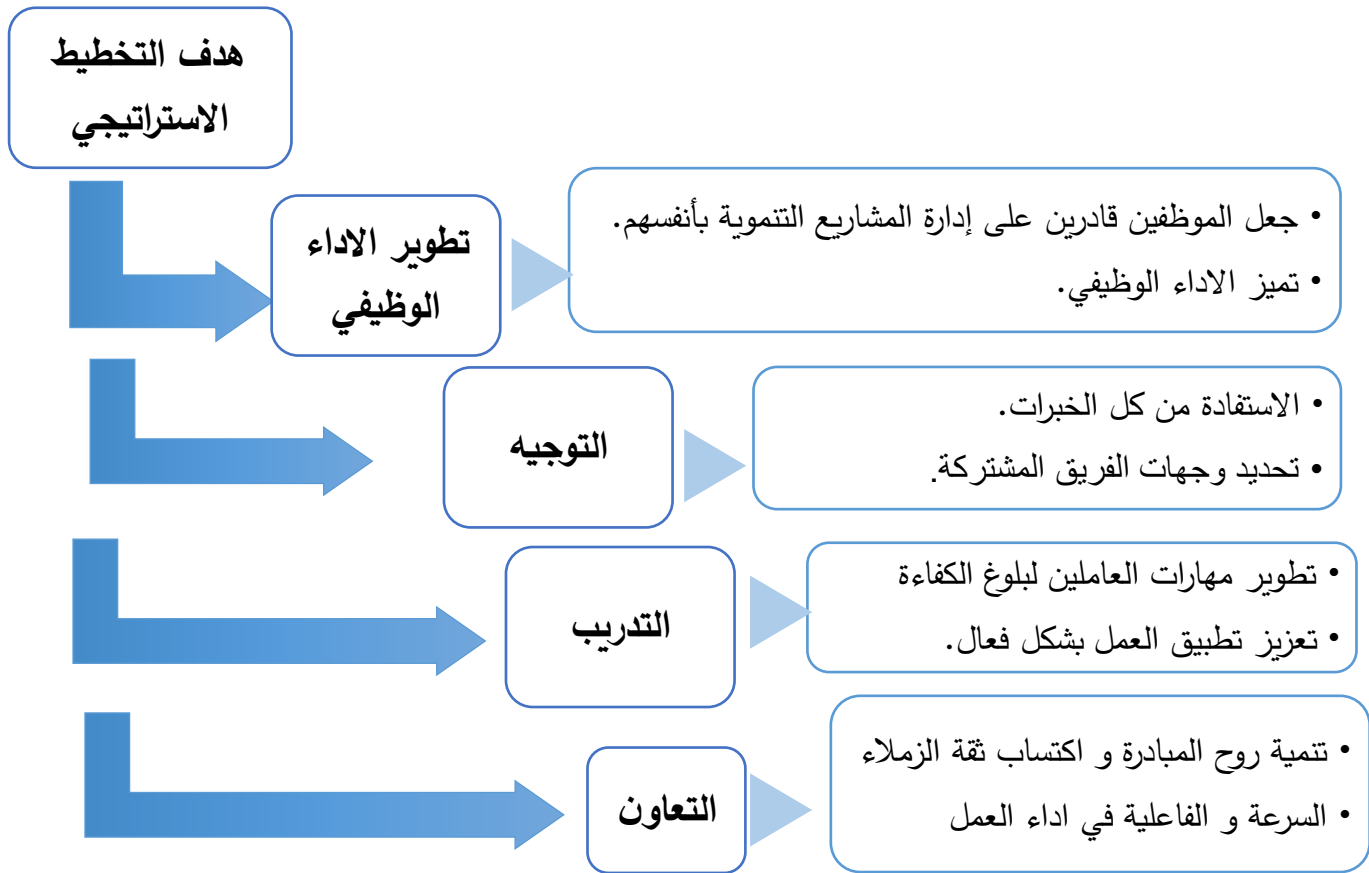 هدف التخطيط
الاستراتيجي
تطوير الاداء
الوظيفي
• جعل الموظفين قادرين على إدارة المشاريع التنموية بأنفسهم.
• تميز الاداء الوظيفي.
التوجيه
• الاستفادة من كل الخبرات.
• تحديد وجهات الفريق المشتركة.
التدريب
• تطوير مهارات العاملين لبلوغ الكفاءة
• تعزيز تطبيق العمل بشكل فعال.
التعاون
• تنمية روح المبادرة و اكتساب ثقة الزملاء
• السرعة و الفاعلية في اداء العمل